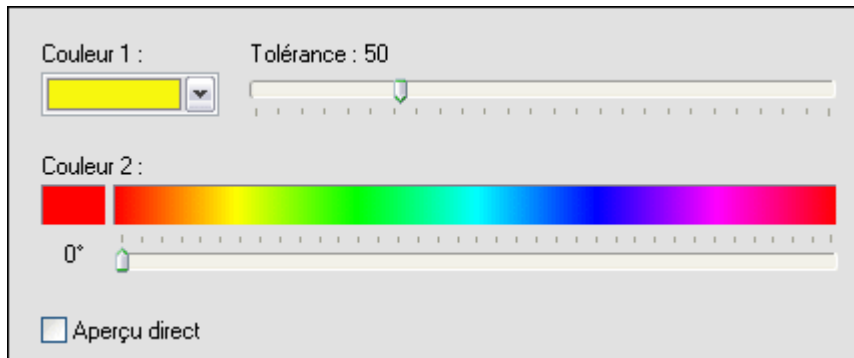 Couleur 1 :
Tolérance : 50
Couleur 2 :
0°
Aperçu direct